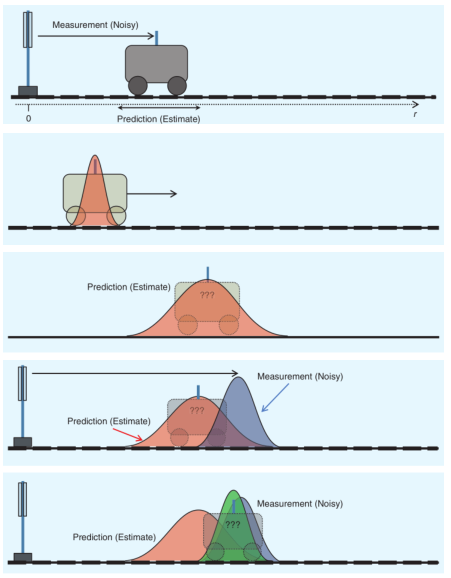 Measurement (Noisy)
0
r
Prediction (Estimate)
Prediction (Estimate)
???
Measurement (Noisy)
???
Prediction (Estimate)
Measurement (Noisy)
???
Prediction (Estimate)